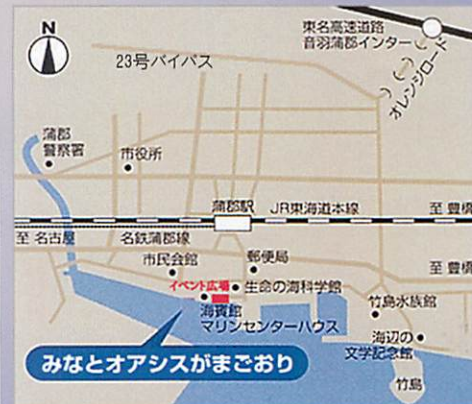 N
東名高速道路
音羽蒲郡インター
オレンジロード
23号バイパス
蒲郡
警察署
市役所
蒲郡駅
JR東海道本線
至 豊橋
至 名古屋
名鉄蒲郡線
市民会館
郵便局
至 豊橋
イベント広場
生命の海科学館
海賓館
マリンセンターハウス
竹島水族館
海辺の
文学記念館
みなとオアシスがまごおり
竹島